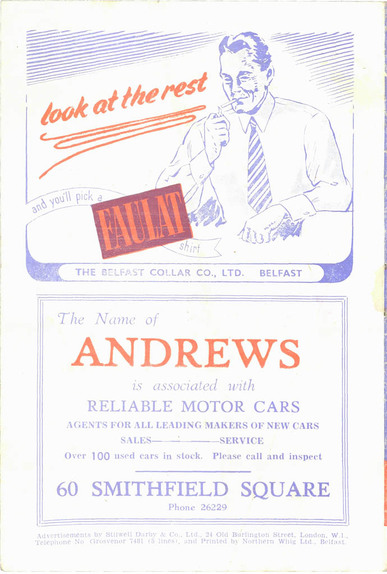 look at the rest
and you'll pick a
FAULAT
shirt
THE BELFAST COLLAR CO., LTD. BELFAST
The Name of
ANDREWS
is associated with
RELIABLE MOTOR CARS
AGENTS FOR ALL LEADING MAKERS OF NEW CARS
SALES——SERVICE
Over 100 used cars in stock. Please call and inspect
60 SMITHFIELD SQUARE
Phone 26229
Advertisements by Stilwell Darby & Co., Ltd., 24 Old Burlington Street, London, W.1.,
Telephone No. Grosvenor 1481 (5 lines), and Printed by Northern Whig Ltd., Belfast